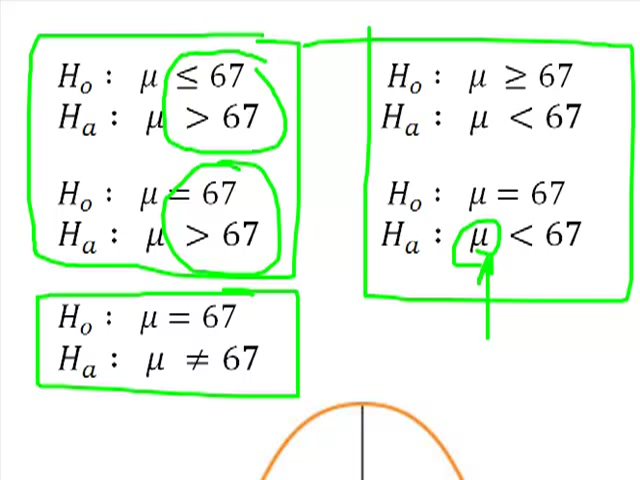 Hₒ : μ ≤ 67
Hₐ : μ > 67
Hₒ : μ = 67
Hₐ : μ > 67
Hₒ : μ = 67
Hₐ : μ ≠ 67
Hₒ : μ ≥ 67
Hₐ : μ < 67
Hₒ : μ = 67
Hₐ : μ < 67